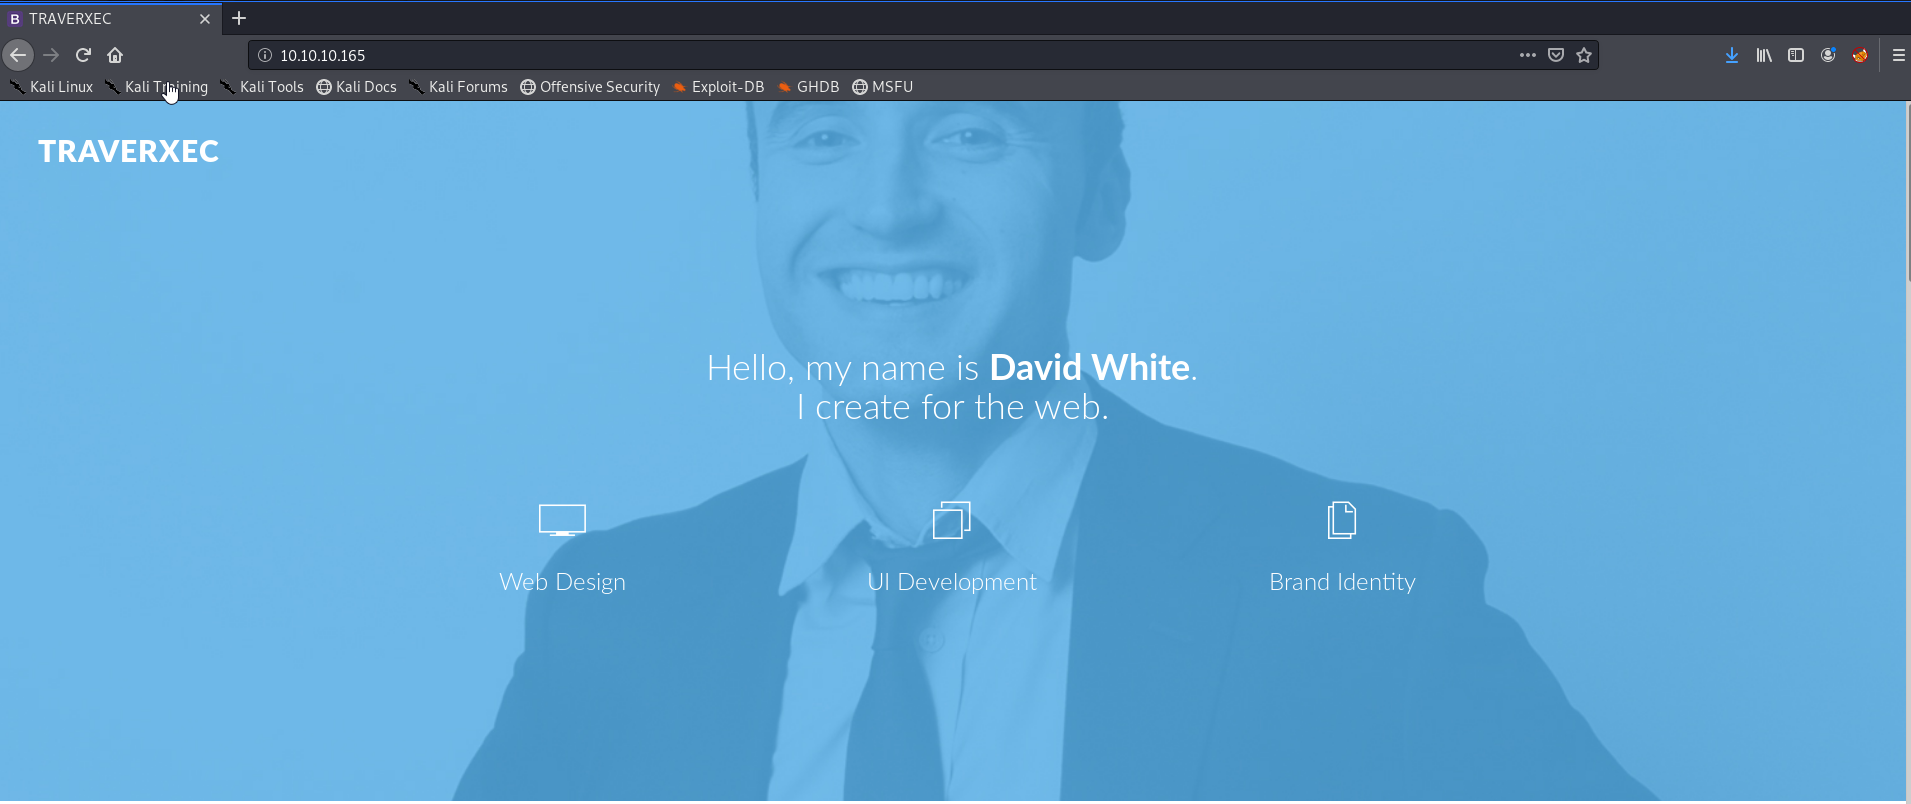 TRAVERXEC
10.10.10.165
Kali Linux Kali Training Kali Tools Kali Docs Kali Forums Offensive Security Exploit-DB GHDB MSFU
TRAVERXEC
Hello, my name is David White.
I create for the web.
Web Design UI Development Brand Identity